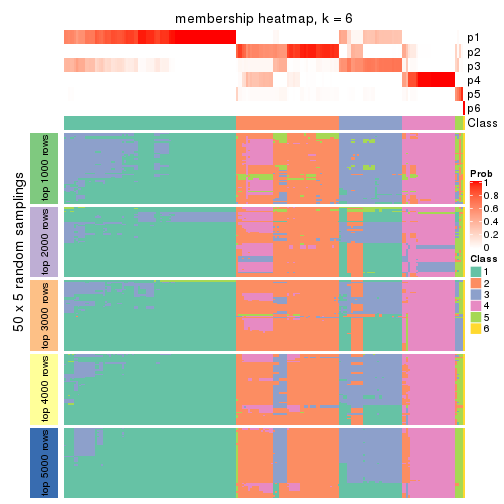 membership heatmap, k = 6
p1
p2
p3
p4
p5
p6
Class
50 x 5 random samplings
top 1000 rows
top 2000 rows
top 3000 rows
top 4000 rows
top 5000 rows
Prob
1
0.8
0.6
0.4
0.2
0
Class
1
2
3
4
5
6